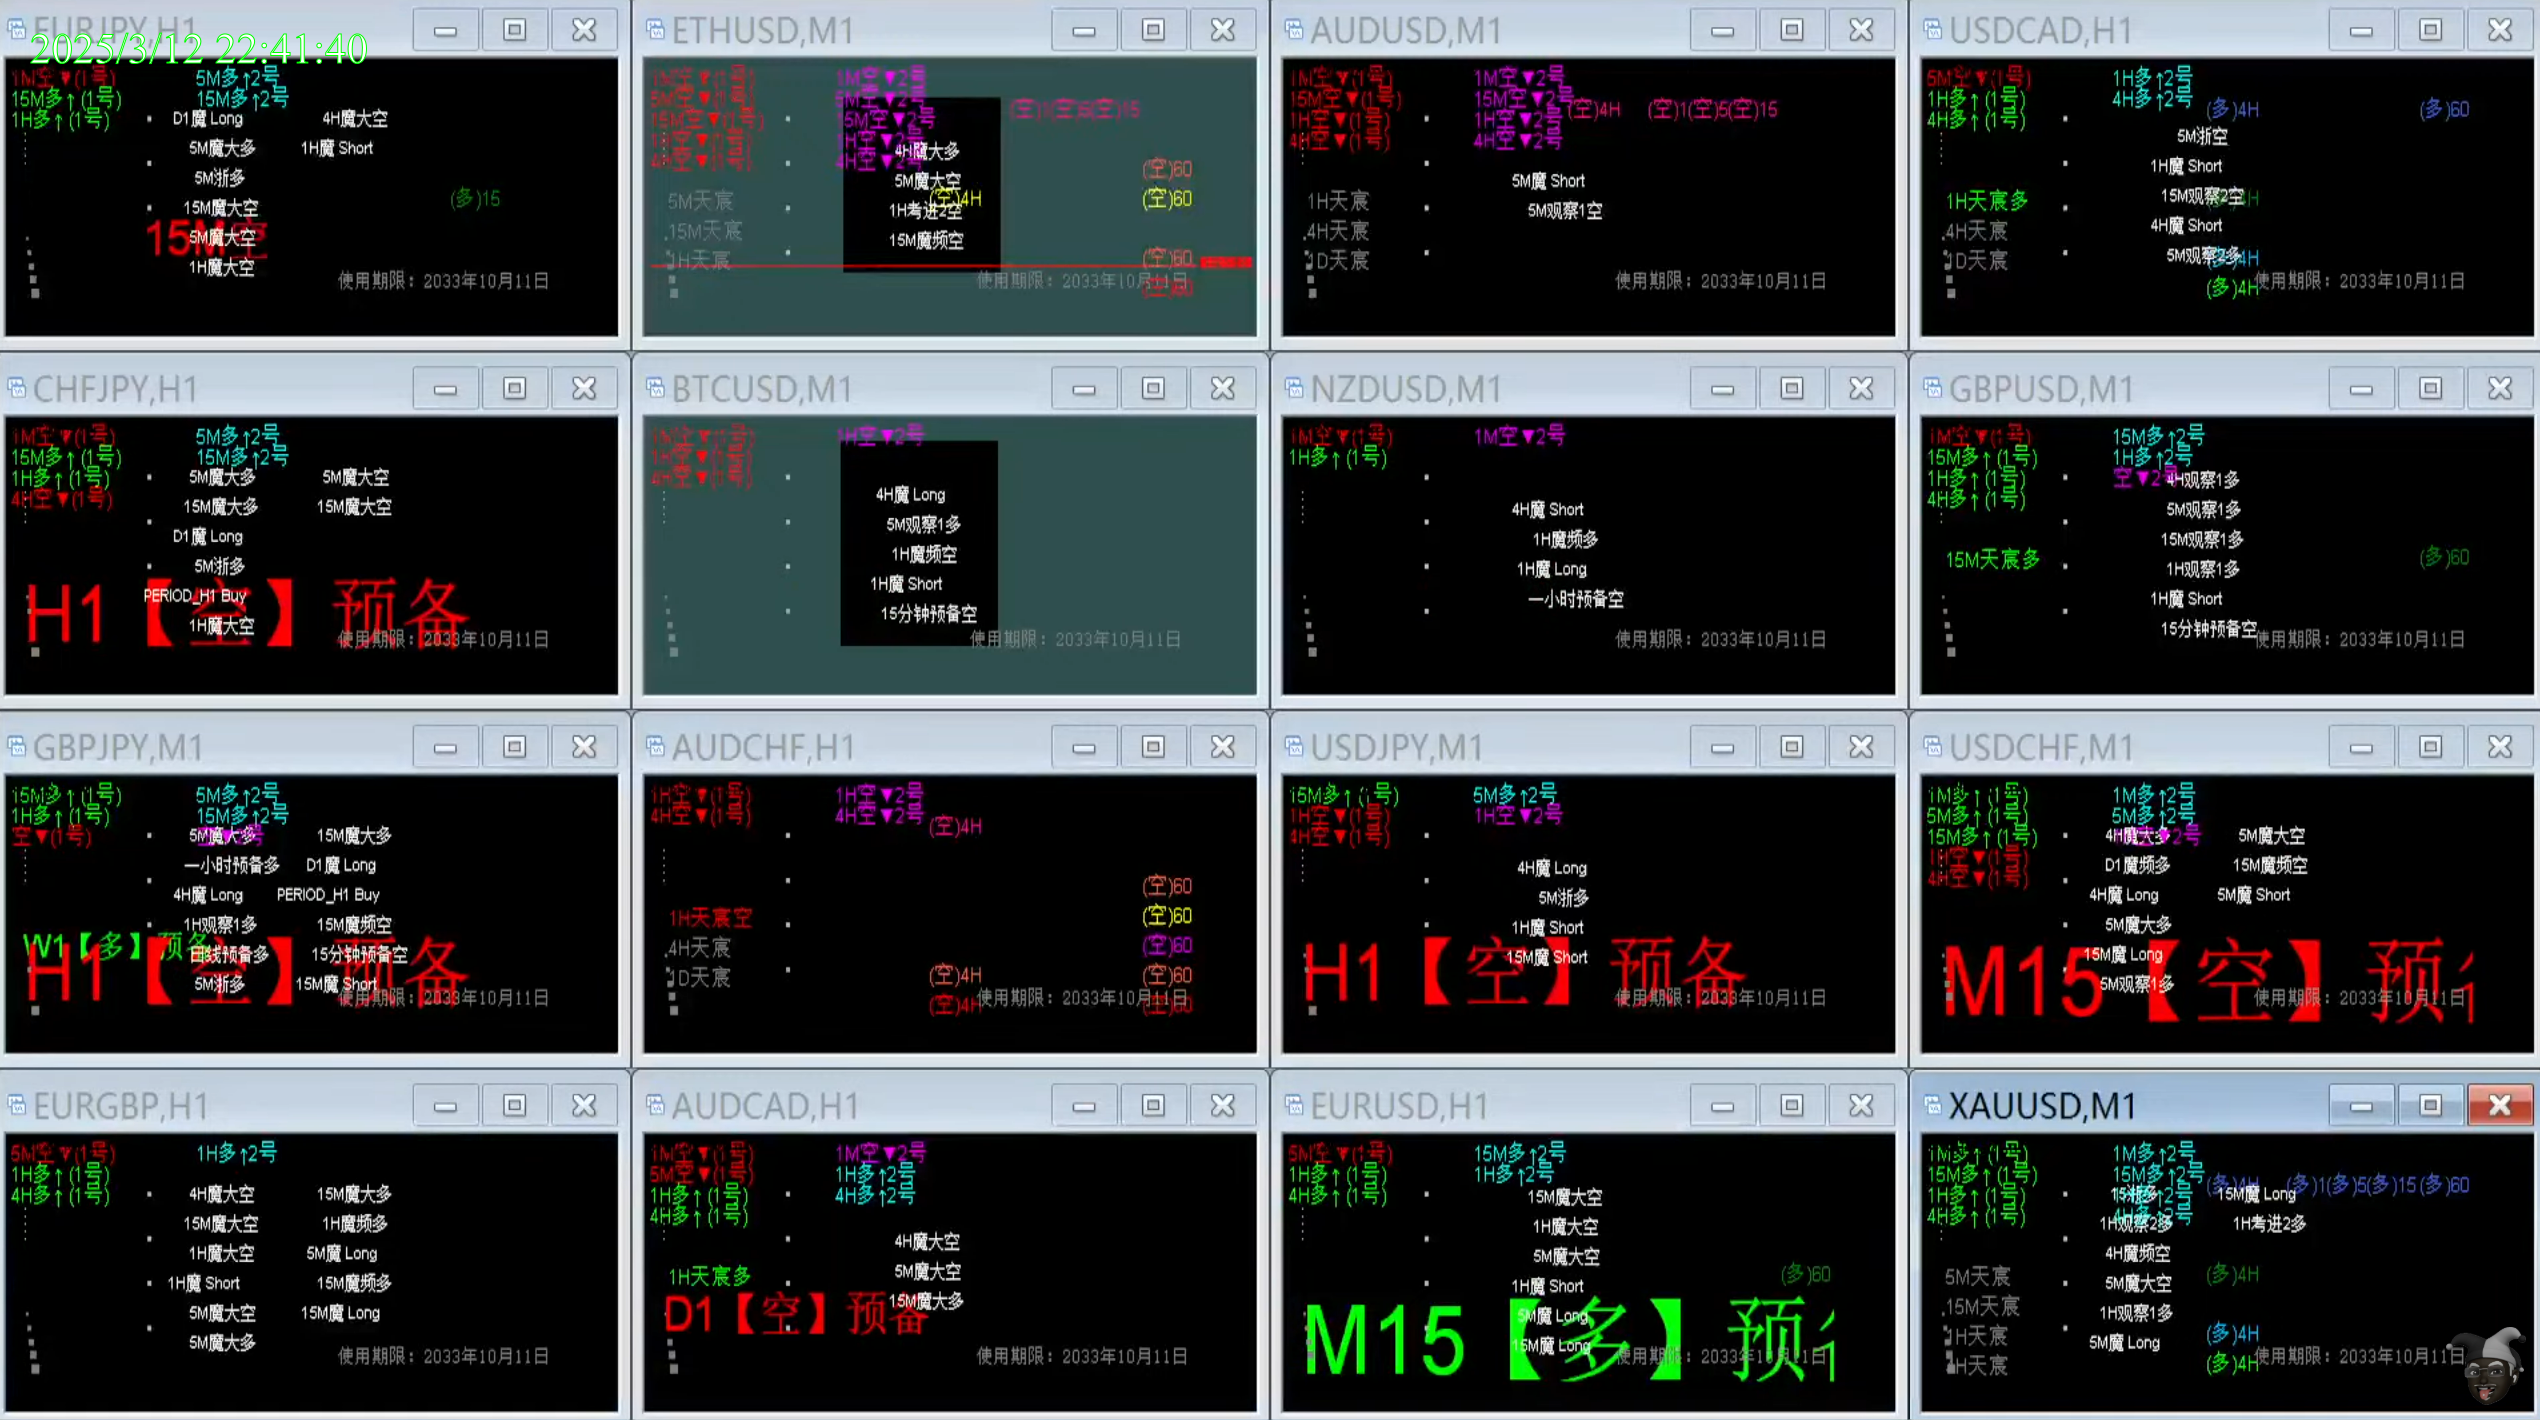 EURJPY,H1
2025/3/12 22:41:40
1M空▼(1号) 5M多↑2号
15M多↑(1号) 15M多↑2号
1H多↑(1号)
D1魔 Long 4H魔大空
5M魔大多 1H魔 Short
5M浙多
(多)15
15M魔大空
15M空
5M魔大空
1H魔大空
使用期限：2033年10月11日
ETHUSD,M1
1M空▼(1号) 1M空▼2号
5M空▼(1号) 5M空▼2号
15M空▼(1号) 15M空▼2号
1H空▼(1号) 1H空▼2号
4H空▼(1号) 4H空▼2号
(空)1(空)5(空)15
4H魔大多
(空)60
5M魔大空
5M天宸 (空)4H (空)60
1H考进2空
15M天宸 15M魔频空
1H天宸 (空)60
使用期限：2033年10月11日
AUDUSD,M1
1M空▼(1号) 1M空▼2号
15M空▼(1号) 15M空▼2号
1H空▼(1号) 1H空▼2号
4H空▼(1号) 4H空▼2号
(空)4H (空)1(空)5(空)15
5M魔 Short
1H天宸 5M观察1空
4H天宸
1D天宸
使用期限：2033年10月11日
USDCAD,H1
5M空▼(1号) 1H多↑2号
1H多↑(1号) 4H多↑2号
4H多↑(1号)
(多)4H (多)60
5M浙空
1H魔 Short
1H天宸多 15M观察2空
4H天宸 4H魔 Short
1D天宸 5M观察2多
(多)4H
使用期限：2033年10月11日
CHFJPY,H1
1M空▼(1号) 5M多↑2号
15M多↑(1号) 15M多↑2号
1H多↑(1号)
4H空▼(1号)
5M魔大多 5M魔大空
15M魔大多 15M魔大空
D1魔 Long
5M浙多
PERIOD_H1 Buy
H1【空】预备
1H魔大空
使用期限：2033年10月11日
BTCUSD,M1
1M空▼(1号) 1H空▼2号
1H空▼(1号)
4H空▼(1号)
4H魔 Long
5M观察1多
1H魔频空
1H魔 Short
15分钟预备空
使用期限：2033年10月11日
NZDUSD,M1
1M空▼(1号) 1M空▼2号
1H多↑(1号)
4H魔 Short
1H魔频多
1H魔 Long
一小时预备空
使用期限：2033年10月11日
GBPUSD,M1
1M空▼(1号) 15M多↑2号
15M多↑(1号) 1H多↑2号
1H多↑(1号) 空▼2号
4H多↑(1号)
4H观察1多
5M观察1多
15M观察1多
15M天宸多 1H观察1多 (多)60
1H魔 Short
15分钟预备空
使用期限：2033年10月11日
GBPJPY,M1
15M多↑(1号) 5M多↑2号
1H多↑(1号) 15M多↑2号
空▼(1号)
5M魔大多 15M魔大多
一小时预备多 D1魔 Long
4H魔 Long PERIOD_H1 Buy
1H观察1多 15M魔频空
W1【多】预备
日线预备多 15分钟预备空
H1【空】预备
5M浙多 15M魔 Short
使用期限：2033年10月11日
AUDCHF,H1
1H空▼(1号) 1H空▼2号
4H空▼(1号) 4H空▼2号
(空)4H
(空)60
1H天宸空 (空)60
4H天宸 (空)60
1D天宸 (空)4H (空)60
(空)4H (空)60
使用期限：2033年10月11日
USDJPY,M1
15M多↑(1号) 5M多↑2号
1H空▼(1号) 1H空▼2号
4H空▼(1号)
4H魔 Long
5M浙多
1H魔 Short
15M魔 Short
H1【空】预备
使用期限：2033年10月11日
USDCHF,M1
1M多↑(1号) 1M多↑2号
5M多↑(1号) 5M多↑2号
15M多↑(1号)
1H空▼(1号)
4H空▼(1号)
4H魔大多 5M魔大空
D1魔频多 15M魔频空
4H魔 Long 5M魔 Short
5M魔大多
15M魔 Long
M15【空】预
5M观察1多
使用期限：2033年10月11日
EURGBP,H1
5M空▼(1号) 1H多↑2号
1H多↑(1号)
4H多↑(1号)
4H魔大空 15M魔大多
15M魔大空 1H魔频多
1H魔大空 5M魔 Long
1H魔 Short 15M魔频多
5M魔大空 15M魔 Long
5M魔大多
使用期限：2033年10月11日
AUDCAD,H1
1M空▼(1号) 1M空▼2号
5M空▼(1号) 1H多↑2号
1H多↑(1号) 4H多↑2号
4H多↑(1号)
4H魔大空
1H天宸多 5M魔大空
15M魔大多
D1【空】预备
使用期限：2033年10月11日
EURUSD,H1
5M空▼(1号) 15M多↑2号
1H多↑(1号) 1H多↑2号
4H多↑(1号)
15M魔大空
1H魔大空
5M魔大空
(多)60
1H魔 Short
5M魔 Long
M15【多】预
15M魔 Long
使用期限：2033年10月11日
XAUUSD,M1
1M多↑(1号) 1M多↑2号
15M多↑(1号) 15M多↑2号
1H多↑(1号)
4H多↑(1号) 4H多↑2号
(多)4H (多)1(多)5(多)15(多)60
15M魔 Long
1H观察2多 1H考进2多
4H魔频空
5M天宸 5M魔大空 (多)4H
15M天宸 1H观察1多
1H天宸 5M魔 Long (多)4H
4H天宸 (多)4H
使用期限：2033年10月11日